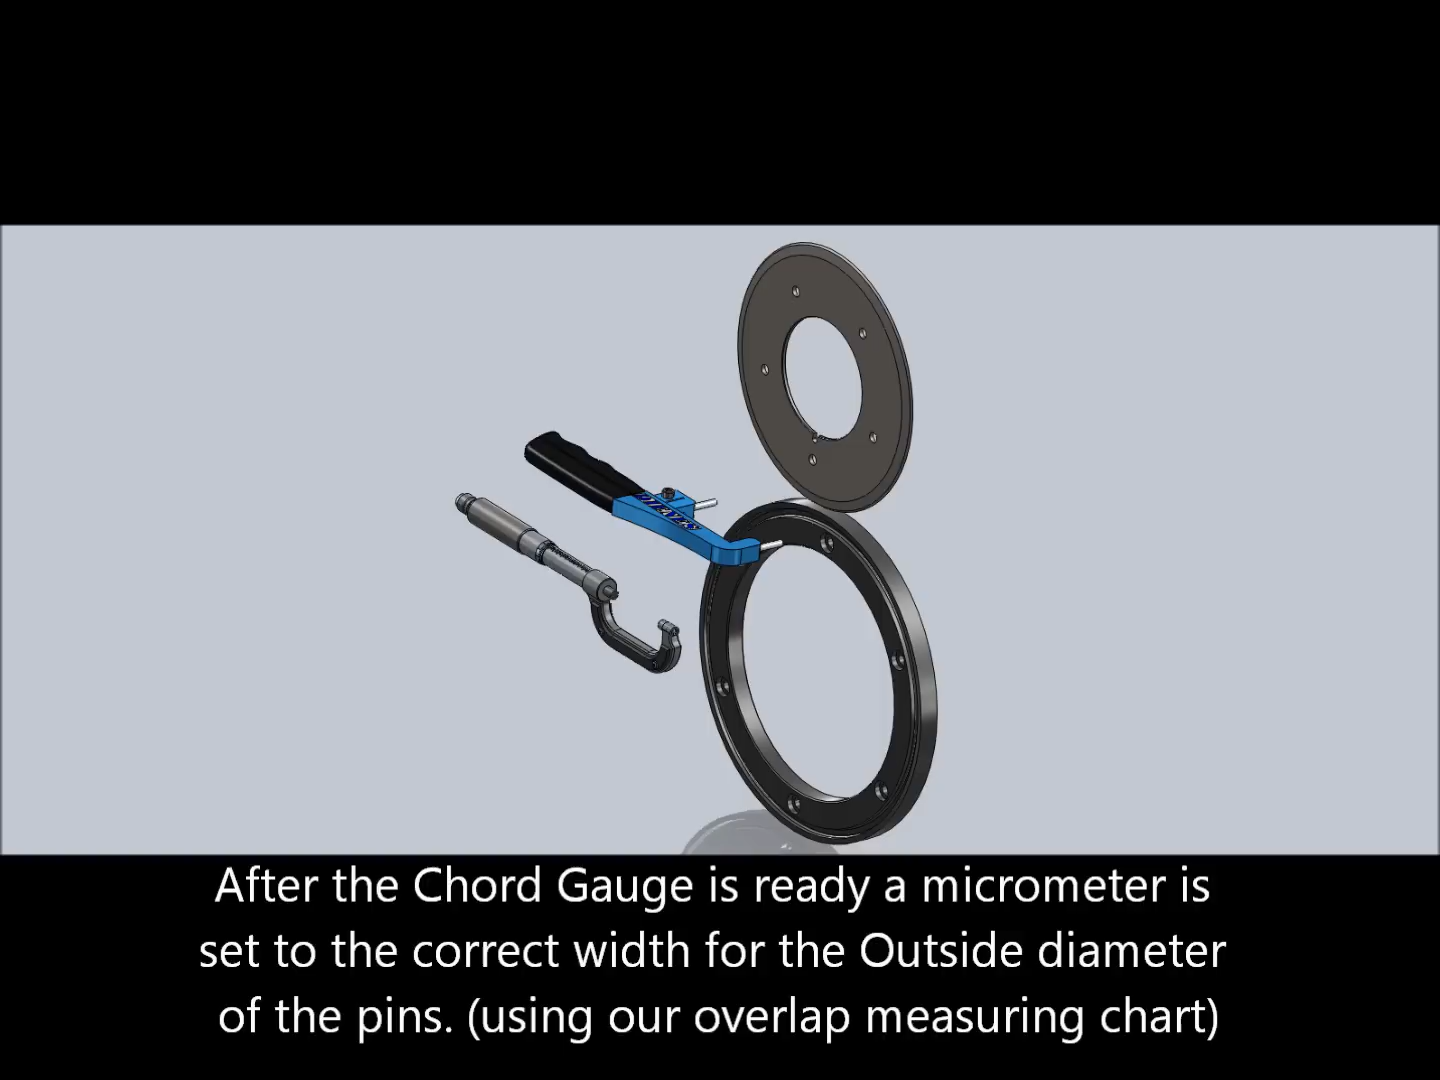 After the Chord Gauge is ready a micrometer is
set to the correct width for the Outside diameter
of the pins. (using our overlap measuring chart)